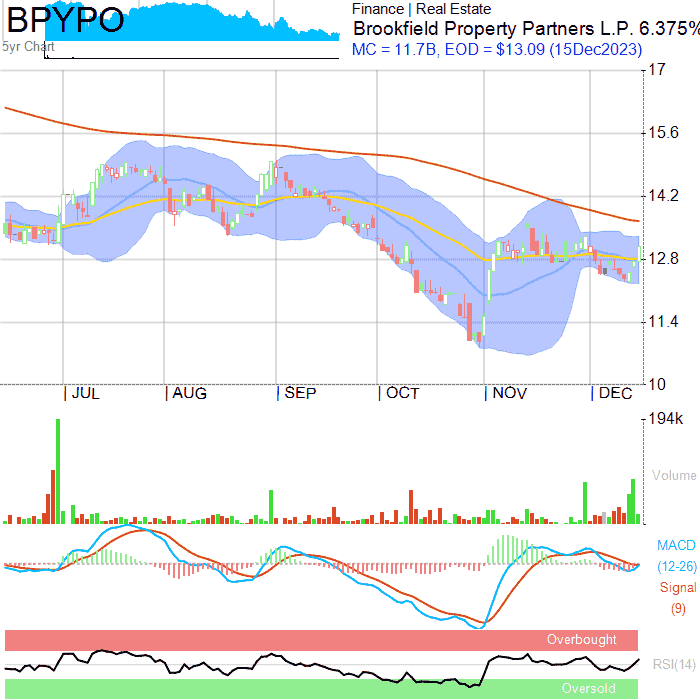 BPYPO
5yr Chart
Finance | Real Estate
Brookfield Property Partners L.P. 6.375%
MC = 11.7B, EOD = $13.09 (15Dec2023)
17
15.6
14.2
12.8
11.4
10
JUL AUG SEP OCT NOV DEC
194k
Volume
MACD
(12-26)
Signal
(9)
Overbought
RSI(14)
Oversold